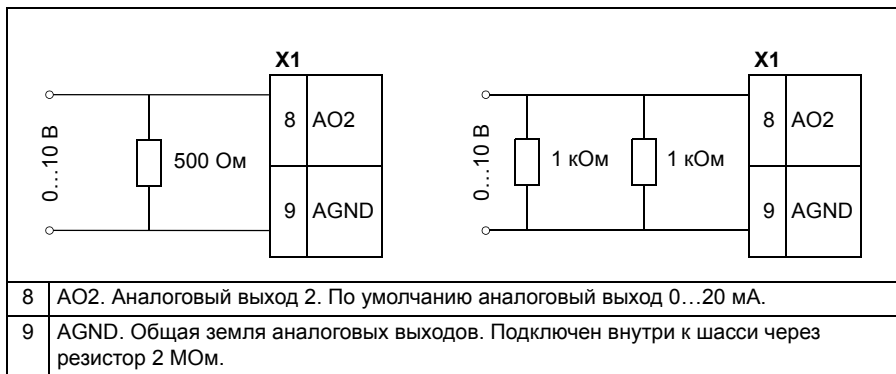 X1
0...10 В
500 Ом
8 AO2
9 AGND
X1
0...10 В
1 кОм
1 кОм
8 AO2
9 AGND
8 AO2. Аналоговый выход 2. По умолчанию аналоговый выход 0...20 мА.
9 AGND. Общая земля аналоговых выходов. Подключен внутри к шасси через
резистор 2 МОм.